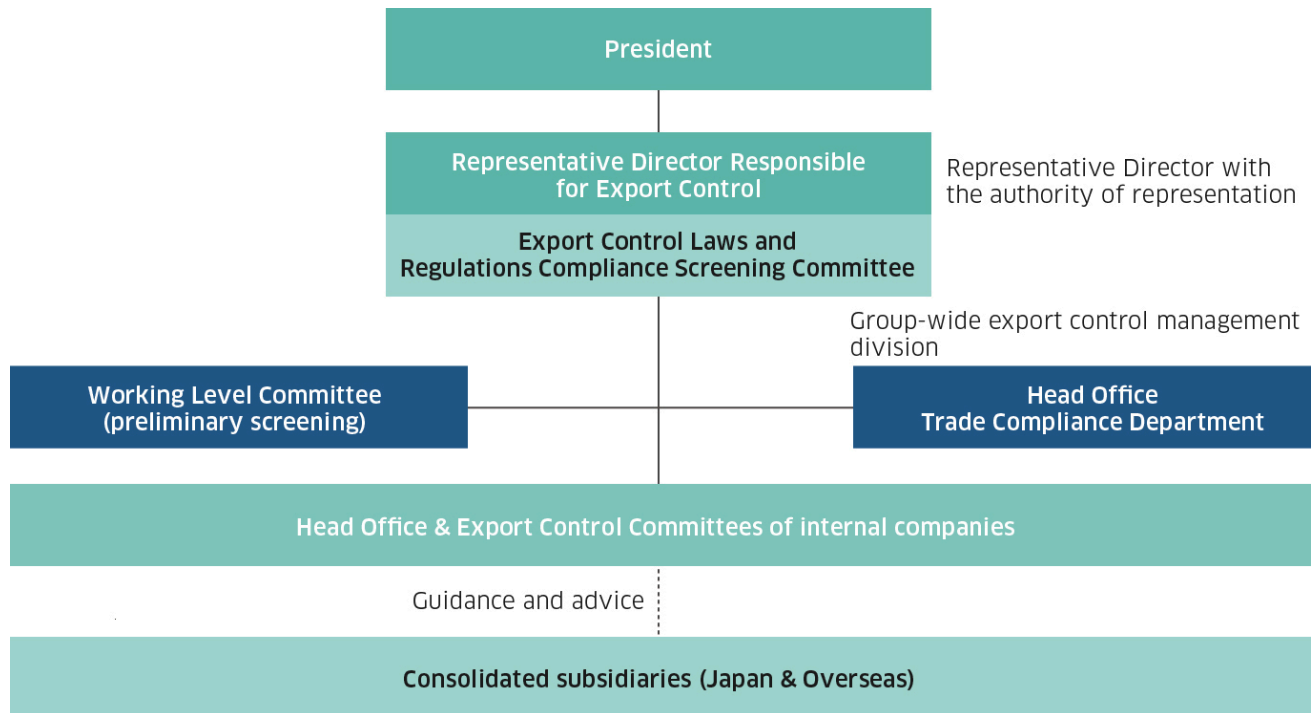 President
Representative Director Responsible
for Export Control
Representative Director with
the authority of representation
Export Control Laws and
Regulations Compliance Screening Committee
Group-wide export control management
division
Working Level Committee
(preliminary screening)
Head Office
Trade Compliance Department
Head Office & Export Control Committees of internal companies
Guidance and advice
Consolidated subsidiaries (Japan & Overseas)